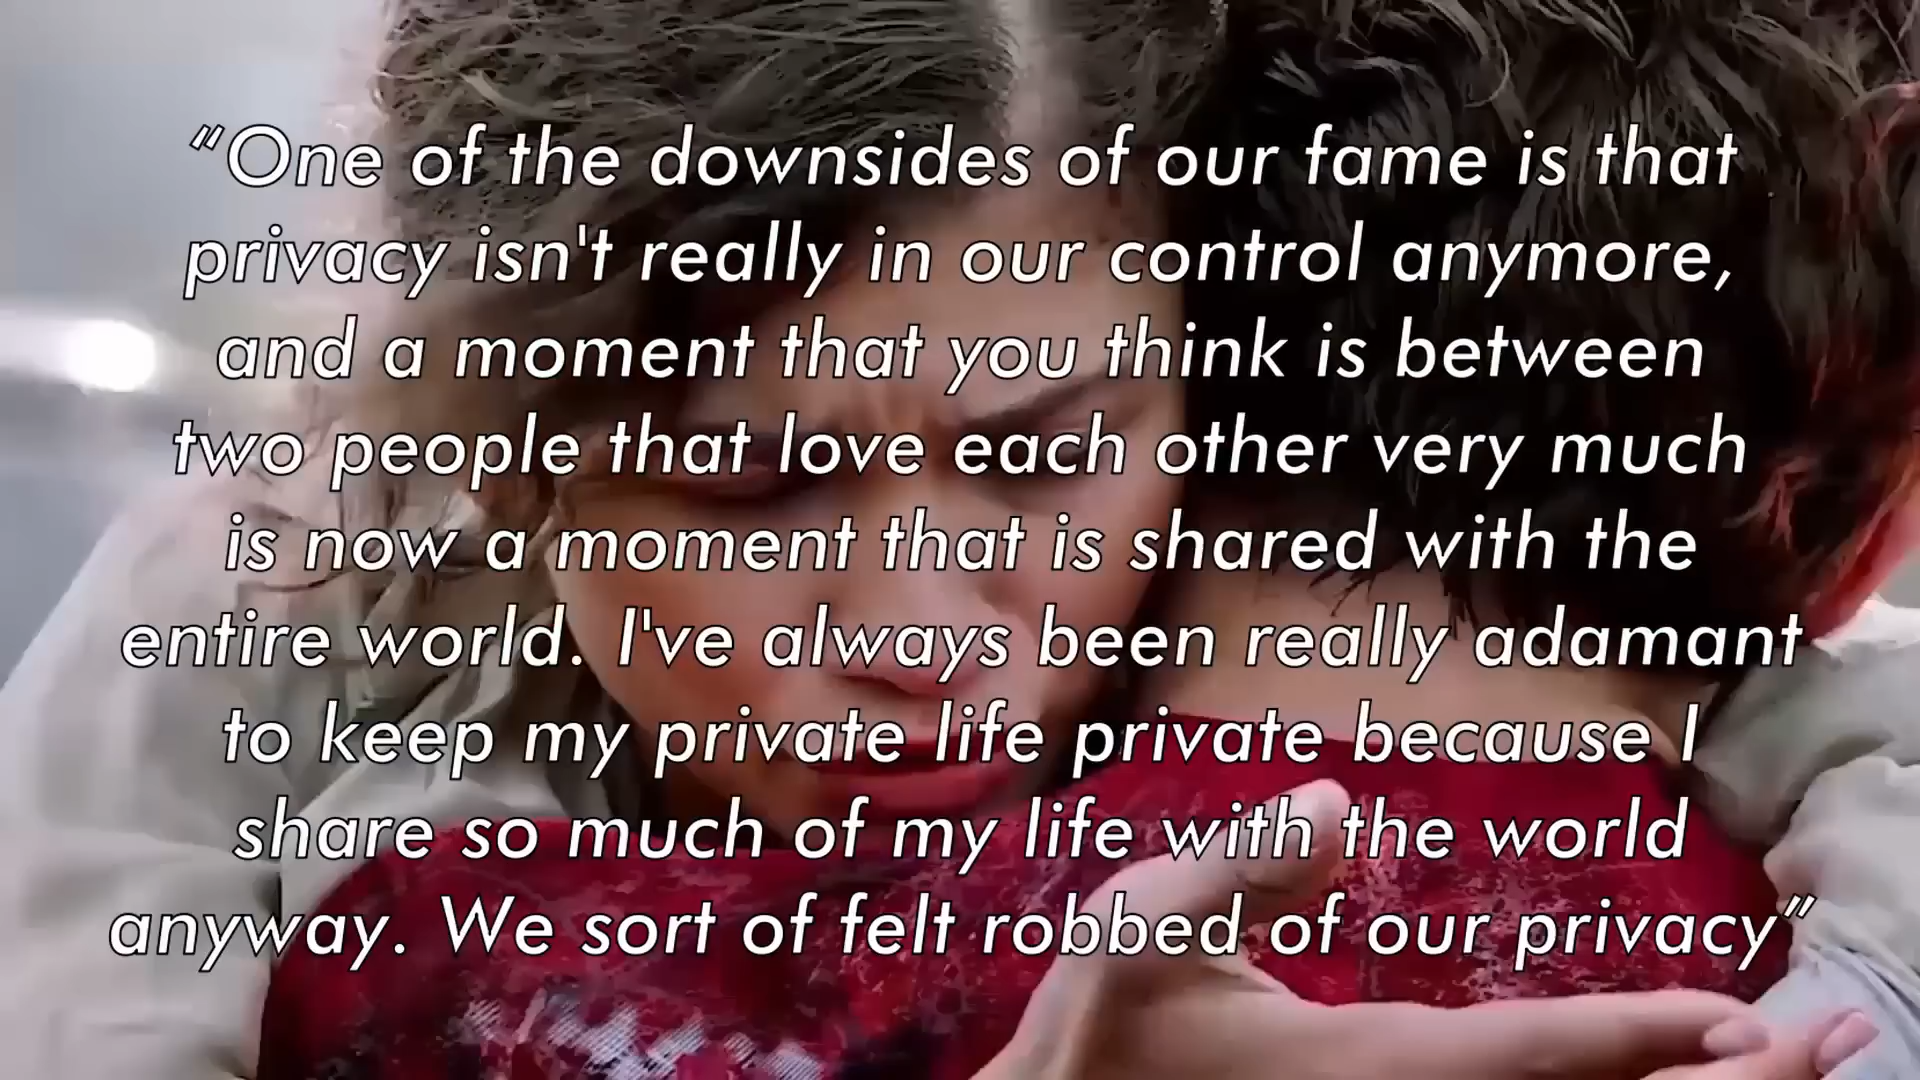 “One of the downsides of our fame is that
privacy isn't really in our control anymore,
and a moment that you think is between
two people that love each other very much
is now a moment that is shared with the
entire world. I've always been really adamant
to keep my private life private because I
share so much of my life with the world
anyway. We sort of felt robbed of our privacy”